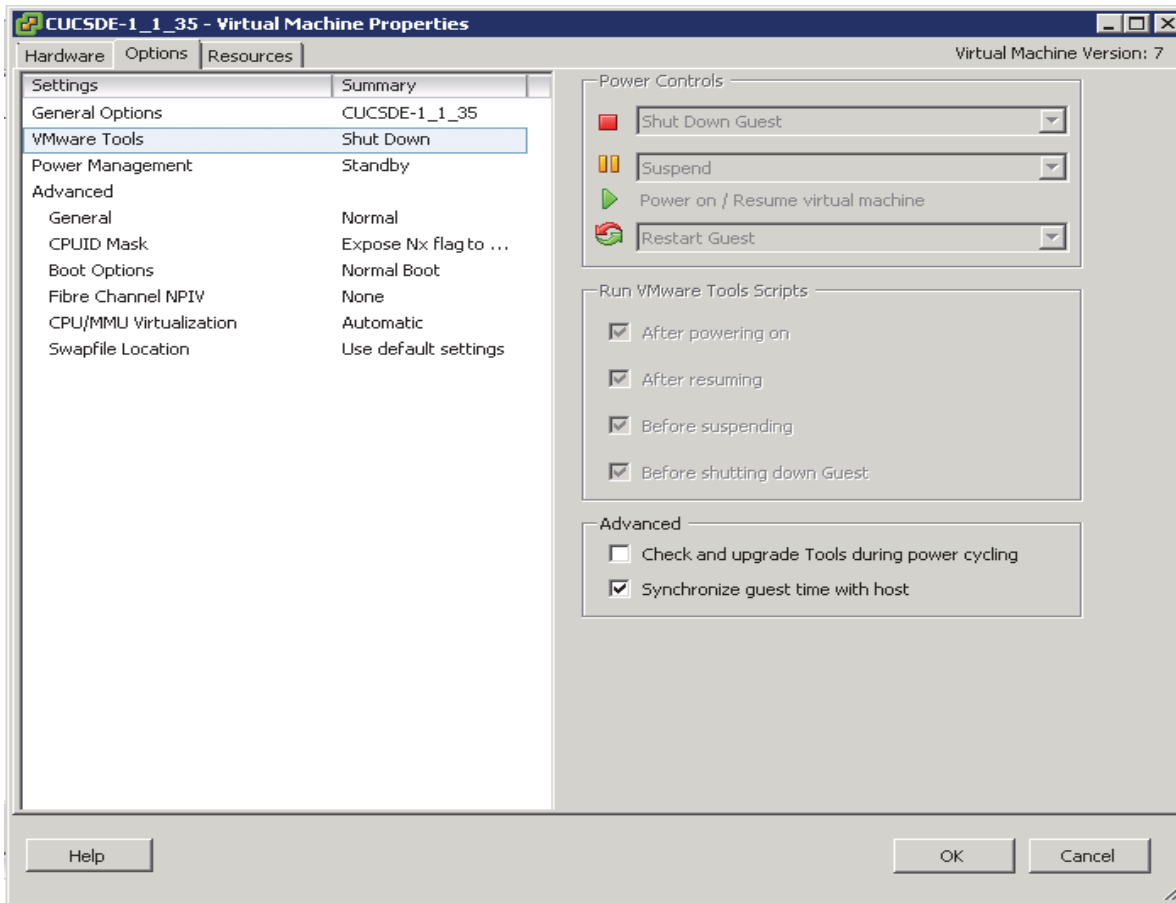 CUCSDE-1_1_35 - Virtual Machine Properties
Hardware Options Resources Virtual Machine Version: 7
Settings Summary
General Options CUCSDE-1_1_35
VMware Tools Shut Down
Power Management Standby
Advanced
General Normal
CPUID Mask Expose Nx flag to ...
Boot Options Normal Boot
Fibre Channel NPIV None
CPU/MMU Virtualization Automatic
Swapfile Location Use default settings
Power Controls
Shut Down Guest
Suspend
Power on / Resume virtual machine
Restart Guest
Run VMware Tools Scripts
After powering on
After resuming
Before suspending
Before shutting down Guest
Advanced
Check and upgrade Tools during power cycling
Synchronize guest time with host
Help OK Cancel